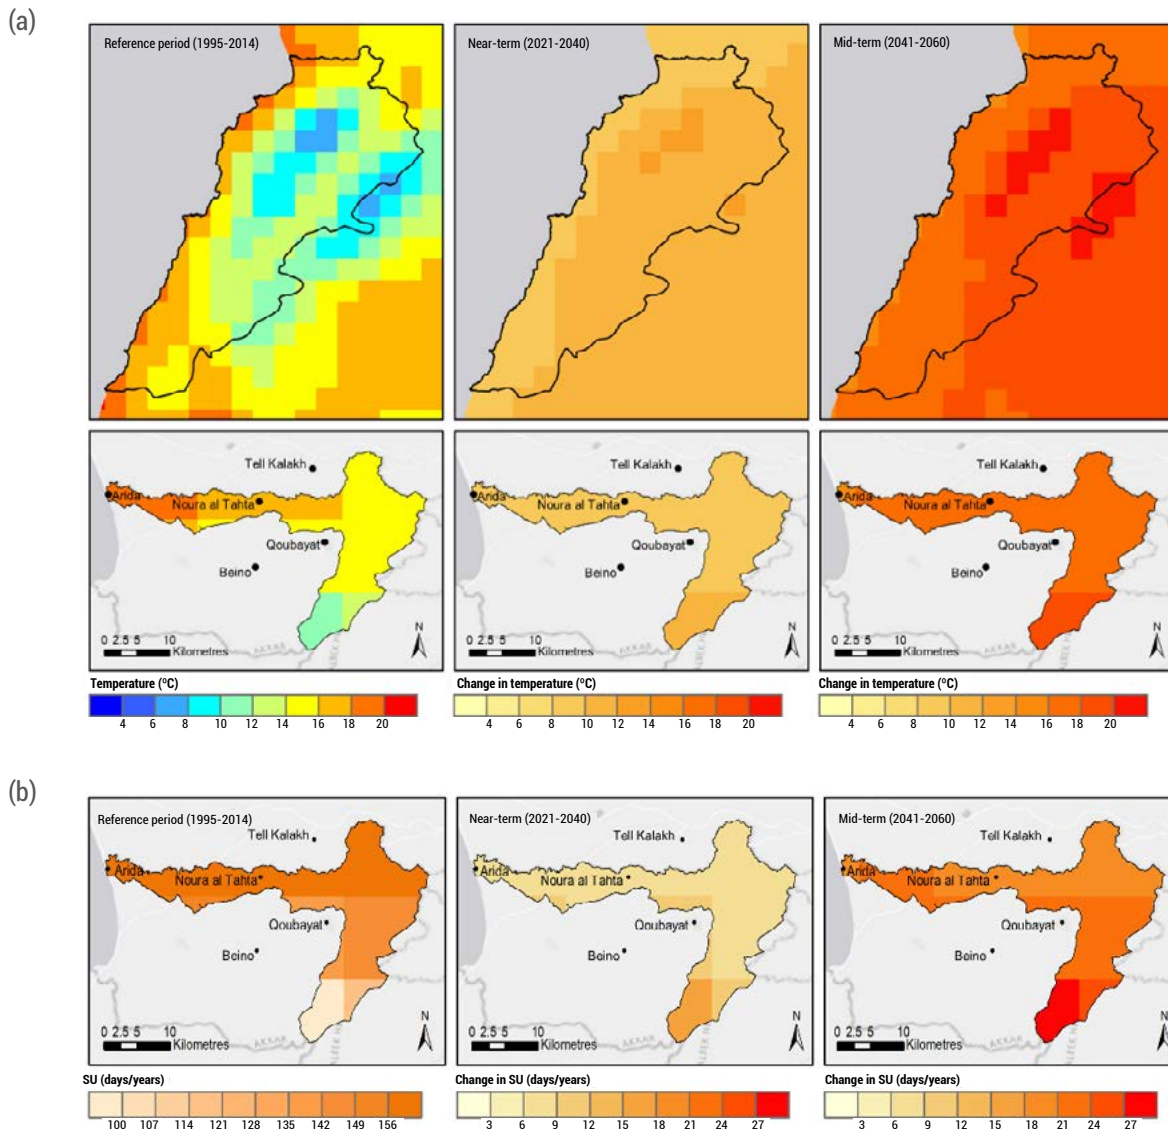 (a)
Reference period (1995-2014)
Near-term (2021-2040)
Mid-term (2041-2060)
Tell Kalakh
Arida
Noura al Tahta
Qoubayat
Beino
0 2.5 5 10
Kilometres
AKKAR
N
Tell Kalakh
Arida
Noura al Tahta
Qoubayat
Beino
0 2.5 5 10
Kilometres
AKKAR
N
Tell Kalakh
Arida
Noura al Tahta
Qoubayat
Beino
0 2.5 5 10
Kilometres
AKKAR
N
Temperature (ºC)
4 6 8 10 12 14 16 18 20
Change in temperature (ºC)
4 6 8 10 12 14 16 18 20
Change in temperature (ºC)
4 6 8 10 12 14 16 18 20
(b)
Reference period (1995-2014)
Tell Kalakh
Arida
Noura al Tahta
Qoubayat
Beino
0 2.5 5 10
Kilometres
AKKAR
N
Near-term (2021-2040)
Tell Kalakh
Arida
Noura al Tahta
Qoubayat
Beino
0 2.5 5 10
Kilometres
AKKAR
N
Mid-term (2041-2060)
Tell Kalakh
Arida
Noura al Tahta
Qoubayat
Beino
0 2.5 5 10
Kilometres
AKKAR
N
SU (days/years)
100 107 114 121 128 135 142 149 156
Change in SU (days/years)
3 6 9 12 15 18 21 24 27
Change in SU (days/years)
3 6 9 12 15 18 21 24 27